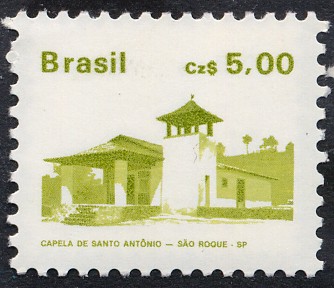 Brasil Cz$ 5,00
CAPELA DE SANTO ANTÔNIO — SÃO ROQUE - SP